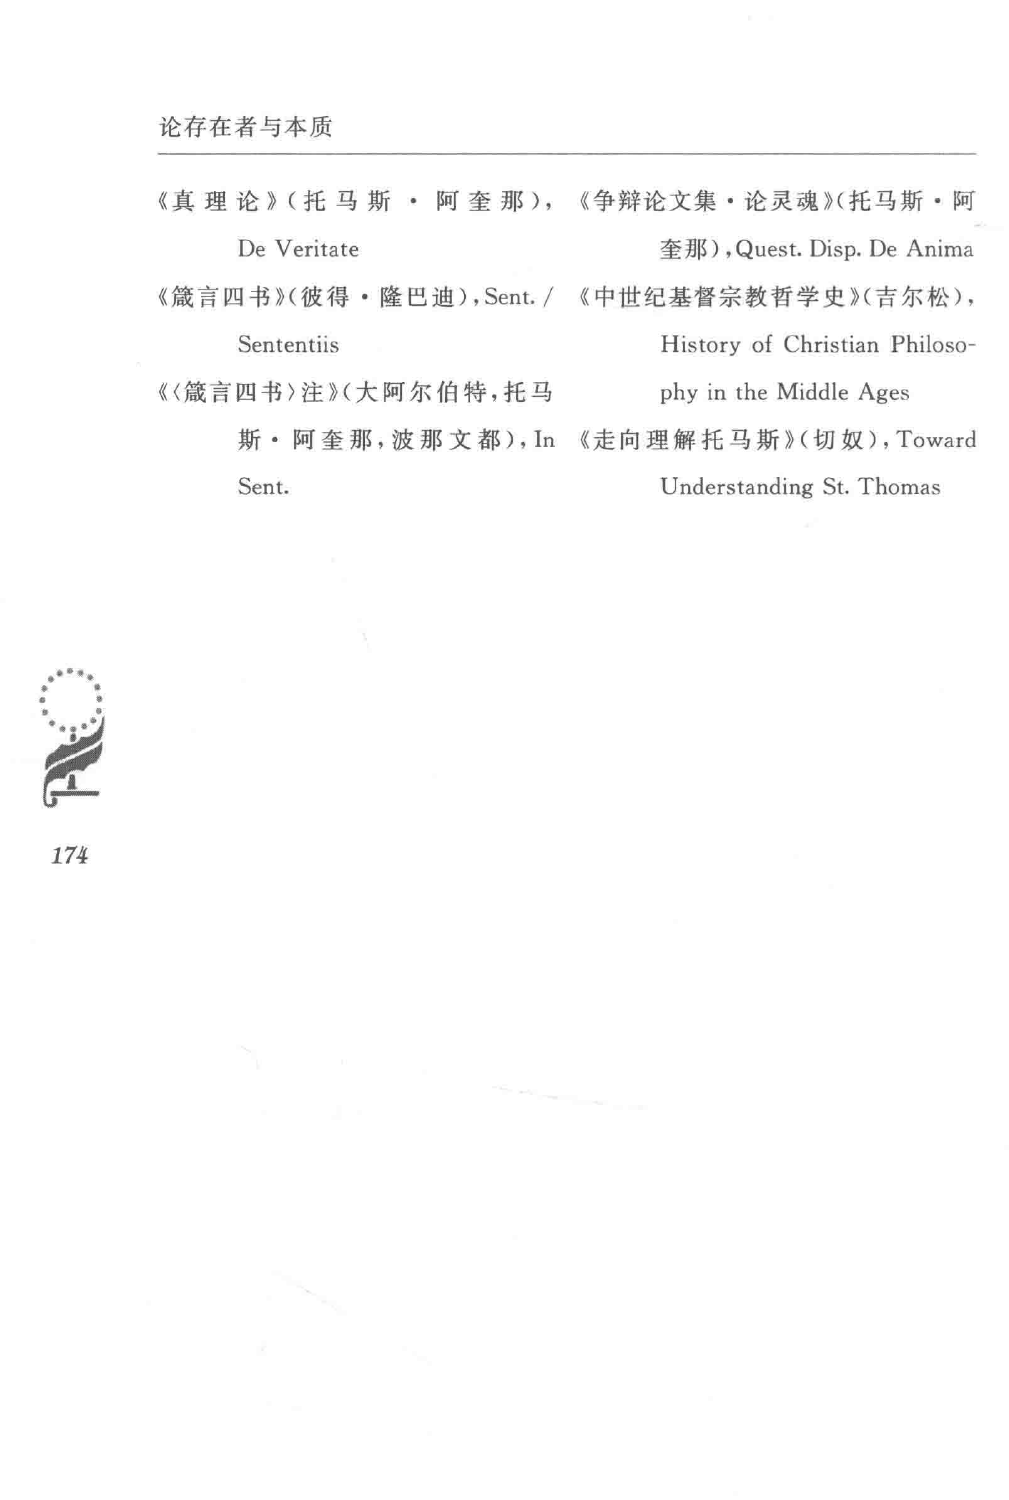 论存在者与本质
《真理论》(托马斯·阿奎那),
De Veritate
《箴言四书》(彼得·隆巴迪),Sent. /
Sententiis
《〈箴言四书〉注》(大阿尔伯特,托马
斯·阿奎那,波那文都),In
Sent.
《争辩论文集·论灵魂》(托马斯·阿
奎那),Quest. Disp. De Anima
《中世纪基督宗教哲学史》(吉尔松),
History of Christian Philoso-
phy in the Middle Ages
《走向理解托马斯》(切奴),Toward
Understanding St. Thomas
174